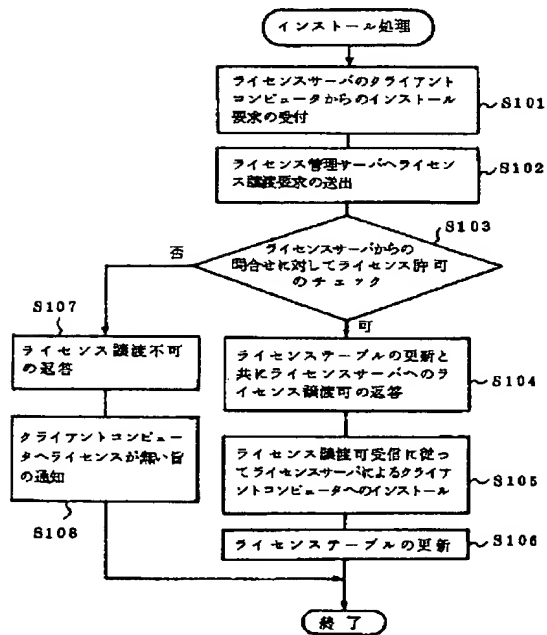 インストール処理
ライセンスサーバのクライアント
コンピュータからのインストール
要求の受付
S101
ライセンス管理サーバへライセン
ス譲渡要求の送出
S102
S103
ライセンスサーバからの
問合せに対してライセンス許可
のチェック
否
可
S107
ライセンス譲渡不可
の返答
ライセンステーブルの更新と
共にライセンスサーバへのラ
イセンス譲渡可の返答
S104
クライアントコンピュー
タへライセンスが無い旨
の通知
S108
ライセンス譲渡可受信に従っ
てライセンスサーバによるクライア
ントコンピュータへのインストール
S105
ライセンステーブルの更新
S106
終了